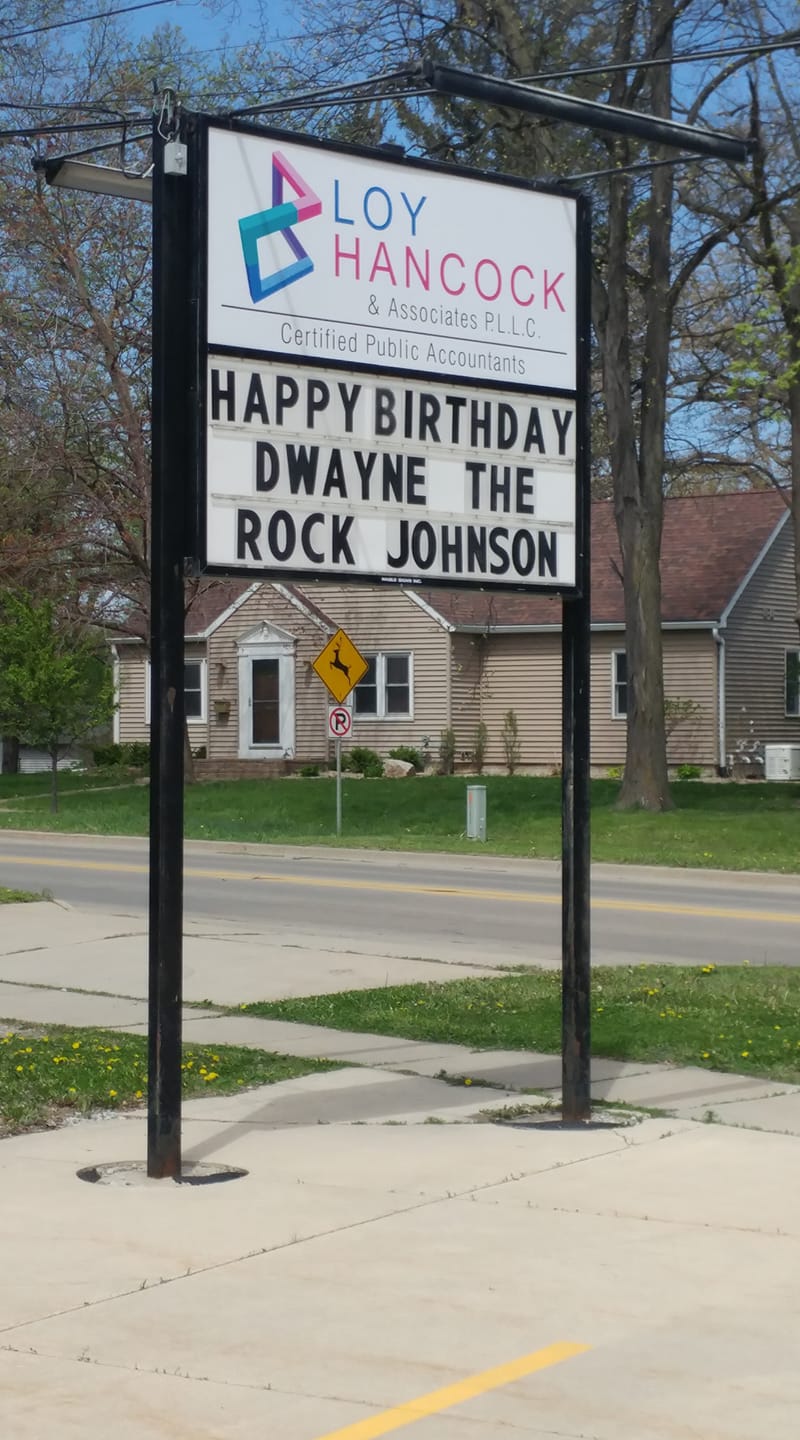 LOY
HANCOCK
& Associates P.L.L.C.
Certified Public Accountants
HAPPY BIRTHDAY
DWAYNE THE
ROCK JOHNSON
P